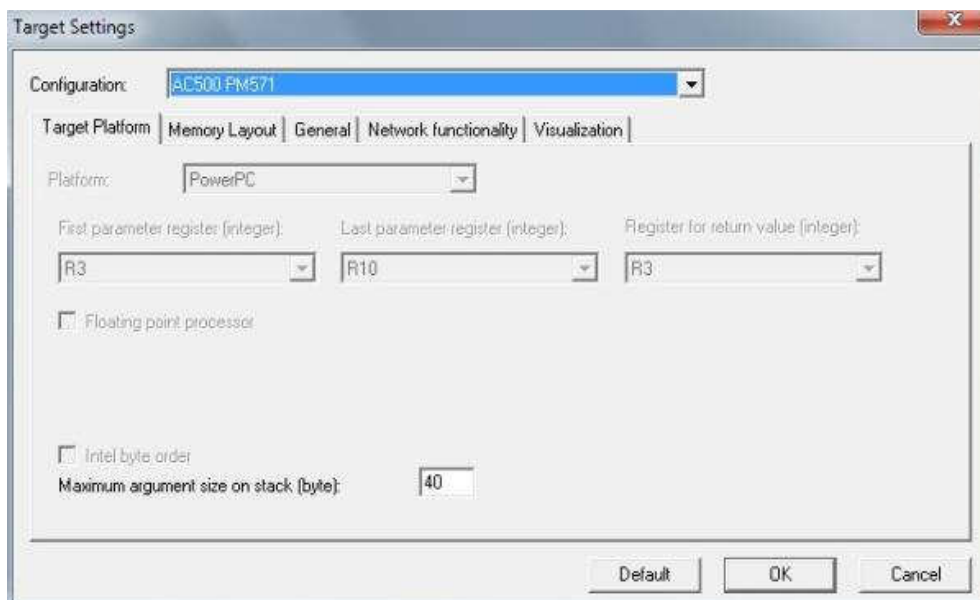 Target Settings
Configuration: AC500 PM571
Target Platform Memory Layout General Network functionality Visualization
Platform: PowerPC
First parameter register (integer): Last parameter register (integer): Register for return value (integer):
R3 R10 R3
Floating point processor
Intel byte order
Maximum argument size on stack (byte): 40
Default OK Cancel